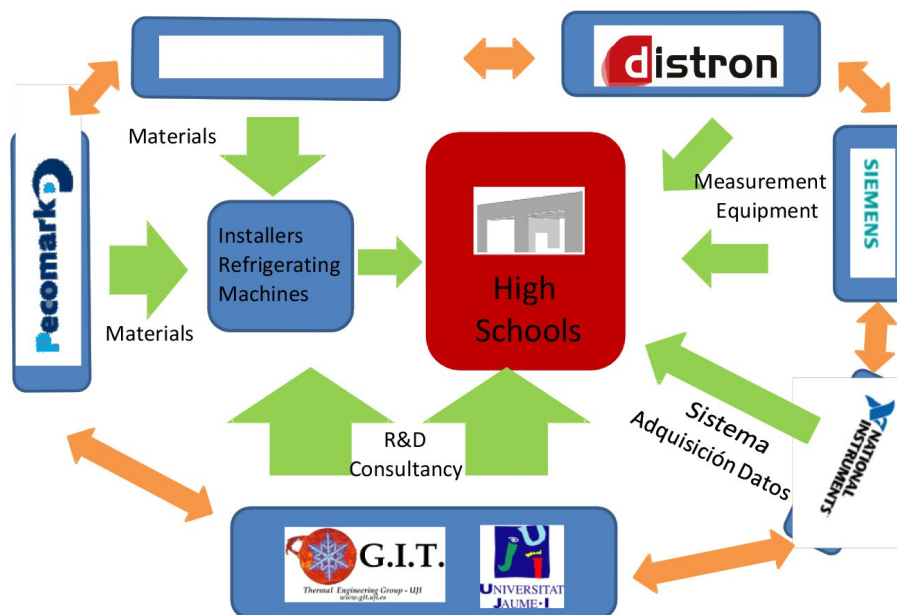 distron
Materials
Pecomark
Installers
Refrigerating
Machines
Materials
High
Schools
Measurement
Equipment
SIEMENS
Sistema
Adquisición Datos
NATIONAL
INSTRUMENTS
R&D
Consultancy
G.I.T.
Thermal Engineering Group - UJI
www.git.uji.es
UJI
UNIVERSITAT
JAUME·I